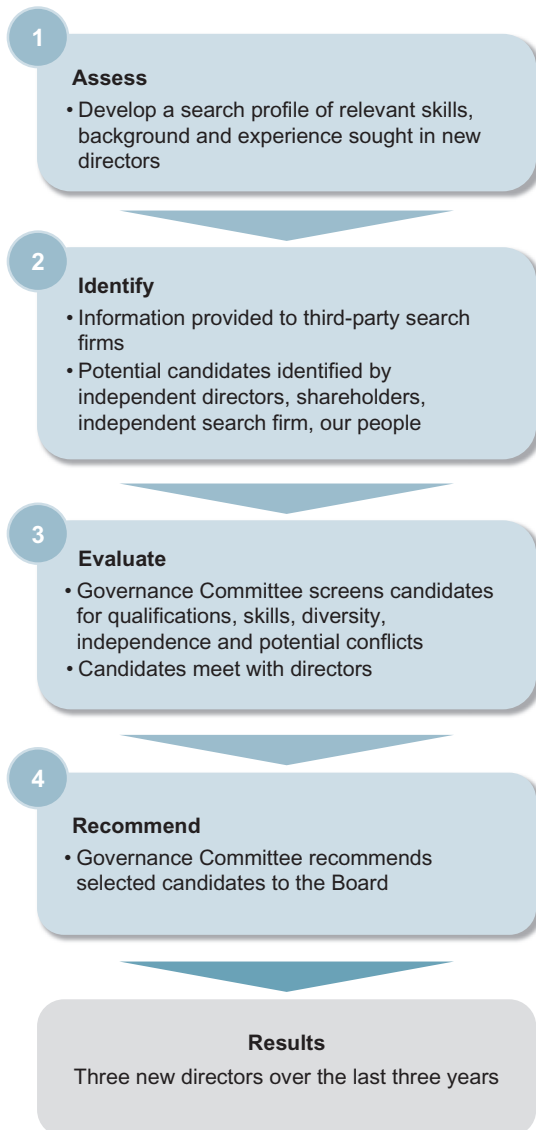 1
Assess
• Develop a search profile of relevant skills,
background and experience sought in new
directors
2
Identify
• Information provided to third-party search
firms
• Potential candidates identified by
independent directors, shareholders,
independent search firm, our people
3
Evaluate
• Governance Committee screens candidates
for qualifications, skills, diversity,
independence and potential conflicts
• Candidates meet with directors
4
Recommend
• Governance Committee recommends
selected candidates to the Board
Results
Three new directors over the last three years